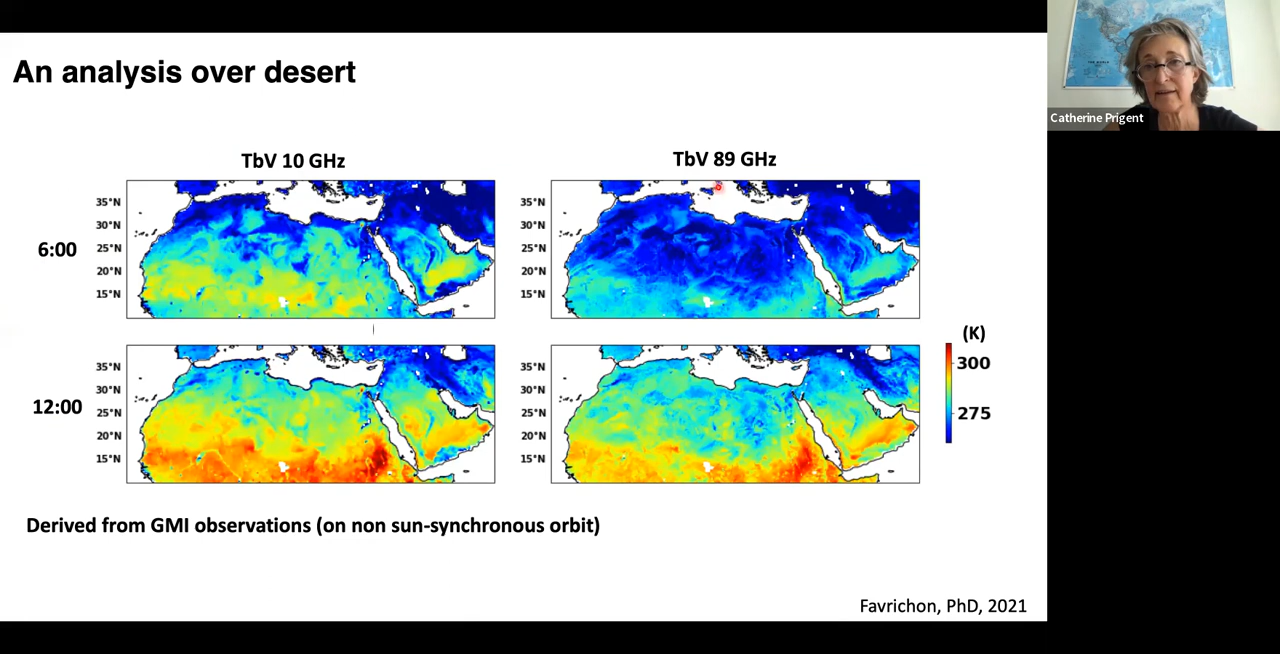 An analysis over desert
TbV 10 GHz
TbV 89 GHz
6:00
35°N
30°N
25°N
20°N
15°N
35°N
30°N
25°N
20°N
15°N
12:00
35°N
30°N
25°N
20°N
15°N
35°N
30°N
25°N
20°N
15°N
(K)
300
275
Derived from GMI observations (on non sun-synchronous orbit)
Favrichon, PhD, 2021
Catherine Prigent